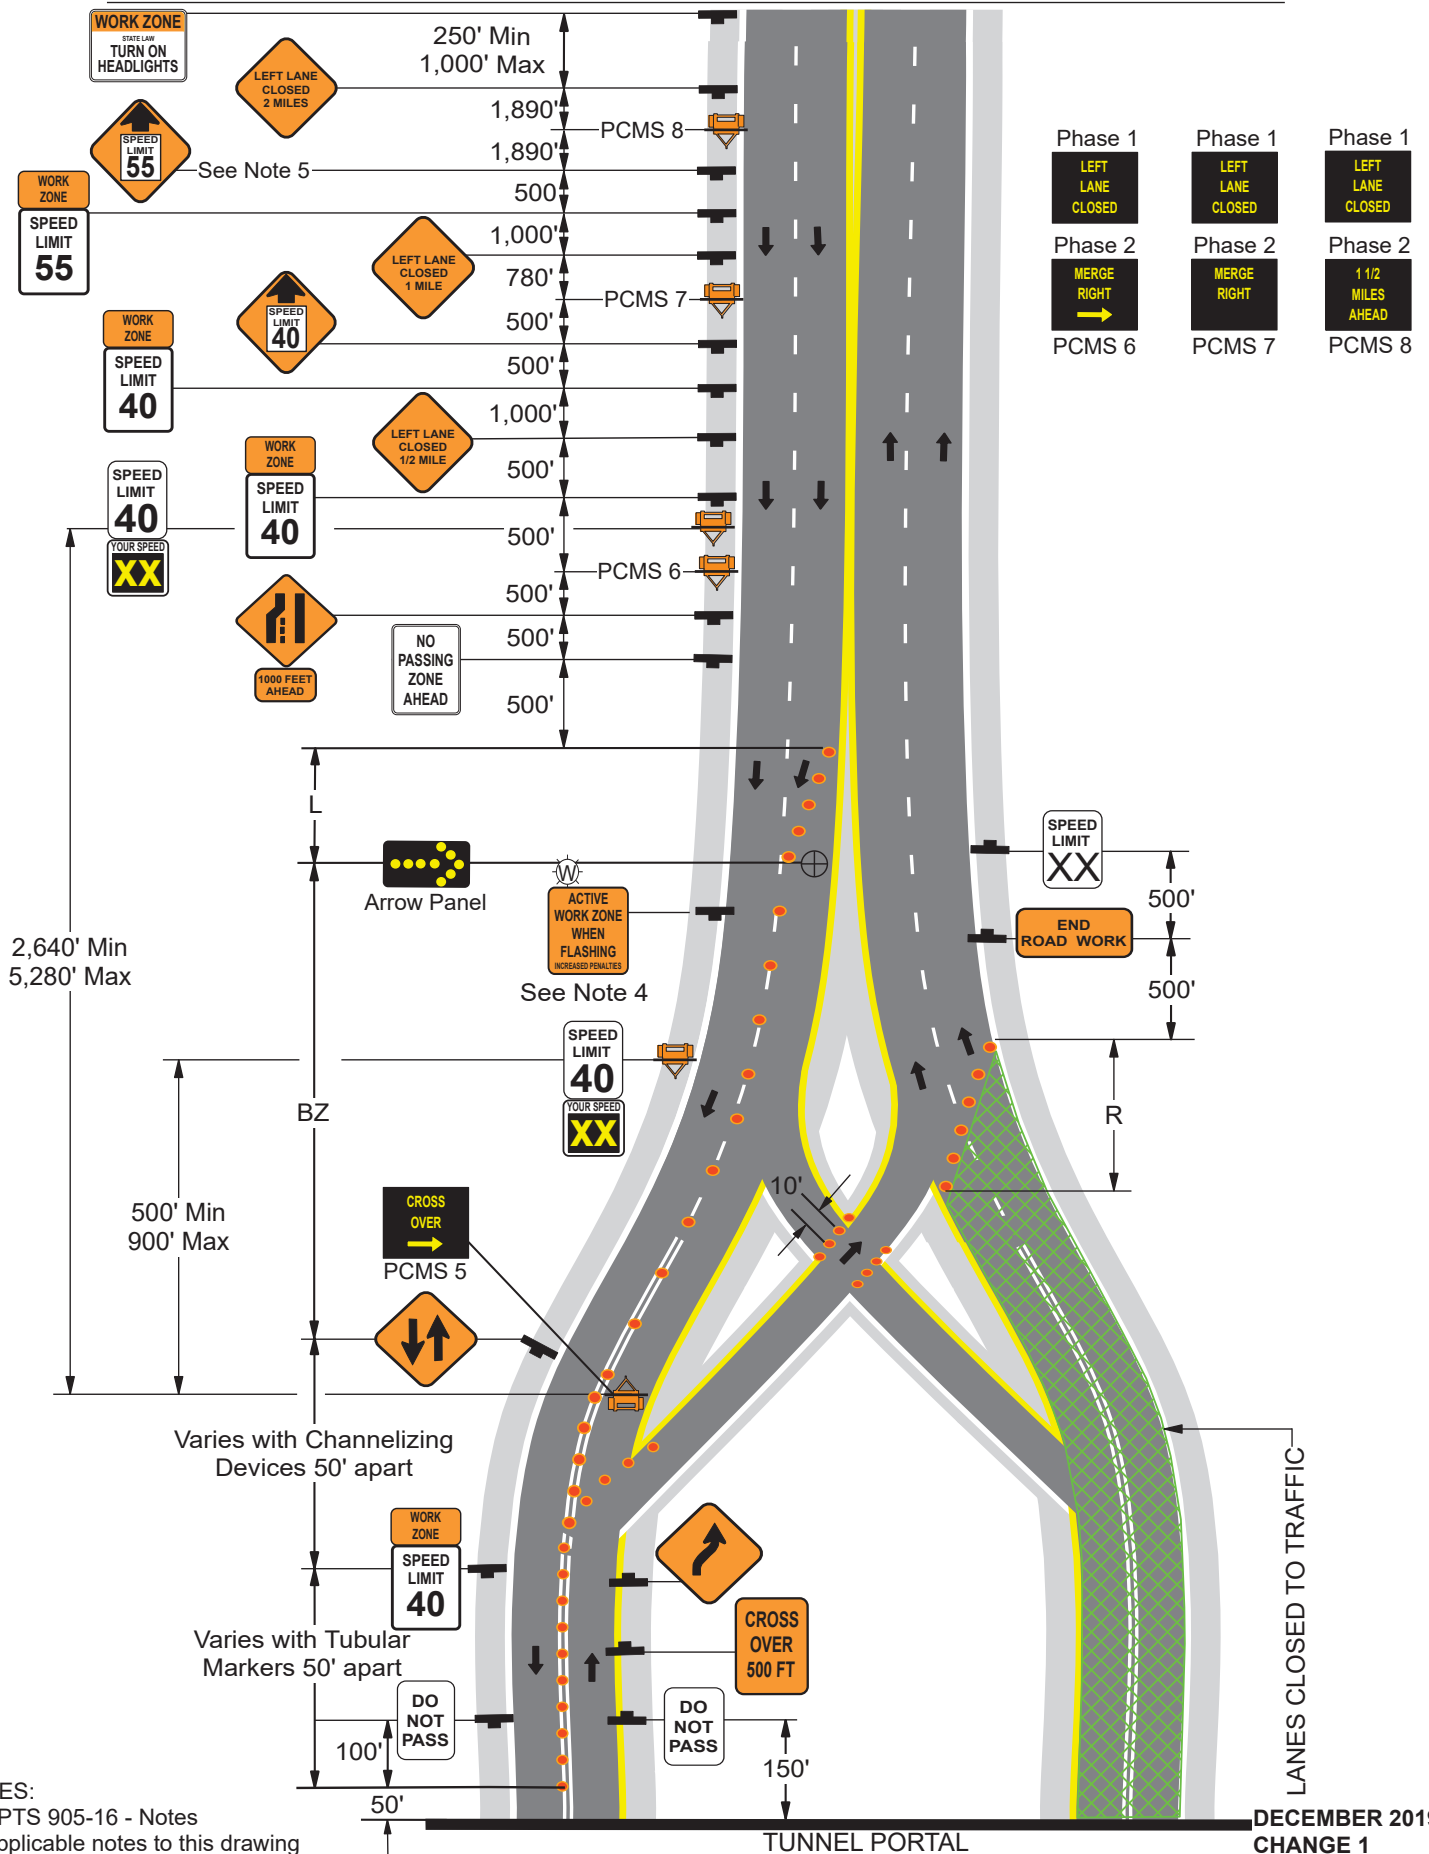 WORK ZONE
STATE LAW
TURN ON
HEADLIGHTS
250' Min
1,000' Max
LEFT LANE
CLOSED
2 MILES
1,890'
PCMS 8
1,890'
SPEED
LIMIT
55
See Note 5
500
WORK
ZONE
SPEED
LIMIT
55
1,000'
LEFT LANE
CLOSED
1 MILE
780'
PCMS 7
500'
SPEED
LIMIT
40
500'
WORK
ZONE
SPEED
LIMIT
40
1,000'
LEFT LANE
CLOSED
1/2 MILE
500'
WORK
ZONE
SPEED
LIMIT
40
SPEED
LIMIT
40
YOUR SPEED
XX
500'
PCMS 6
500'
1000 FEET
AHEAD
500'
NO
PASSING
ZONE
AHEAD
500'
Phase 1
LEFT
LANE
CLOSED
Phase 2
MERGE
RIGHT
PCMS 6
Phase 1
LEFT
LANE
CLOSED
Phase 2
MERGE
RIGHT
PCMS 7
Phase 1
LEFT
LANE
CLOSED
Phase 2
1 1/2
MILES
AHEAD
PCMS 8
L
Arrow Panel
W
ACTIVE
WORK ZONE
WHEN
FLASHING
INCREASED PENALTIES
See Note 4
SPEED
LIMIT
XX
500'
END
ROAD WORK
500'
2,640' Min
5,280' Max
SPEED
LIMIT
40
YOUR SPEED
XX
BZ
R
10'
500' Min
900' Max
CROSS
OVER
PCMS 5
Varies with Channelizing
Devices 50' apart
WORK
ZONE
SPEED
LIMIT
40
Varies with Tubular
Markers 50' apart
CROSS
OVER
500 FT
DO
NOT
PASS
DO
NOT
PASS
100'
150'
50'
LANES CLOSED TO TRAFFIC
ES:
PTS 905-16 - Notes
pplicable notes to this drawing
TUNNEL PORTAL
DECEMBER 2019
CHANGE 1